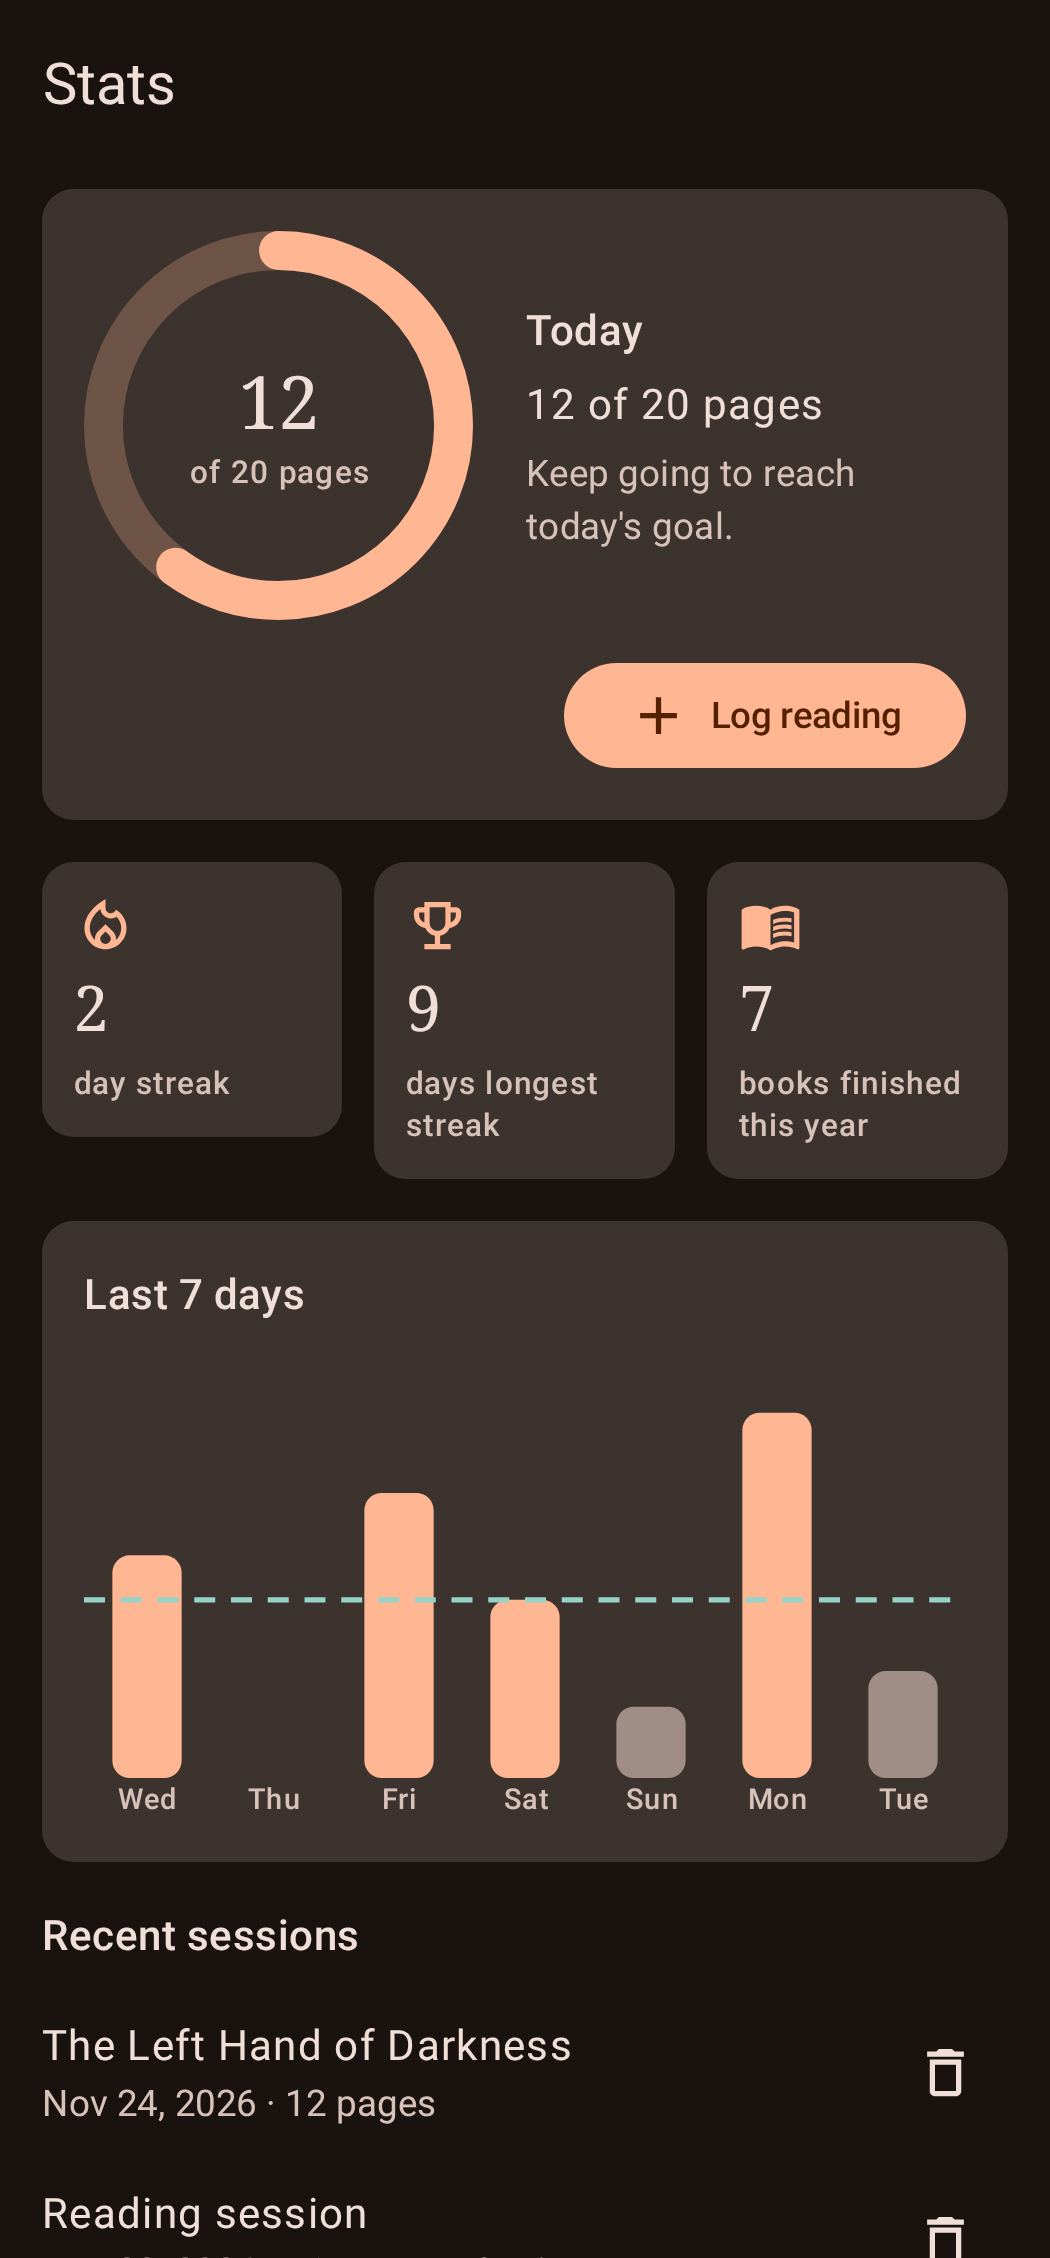 Stats
12
of 20 pages
Today
12 of 20 pages
Keep going to reach
today's goal.
Log reading
2
day streak
9
days longest
streak
7
books finished
this year
Last 7 days
Wed Thu Fri Sat Sun Mon Tue
Recent sessions
The Left Hand of Darkness
Nov 24, 2026 · 12 pages
Reading session